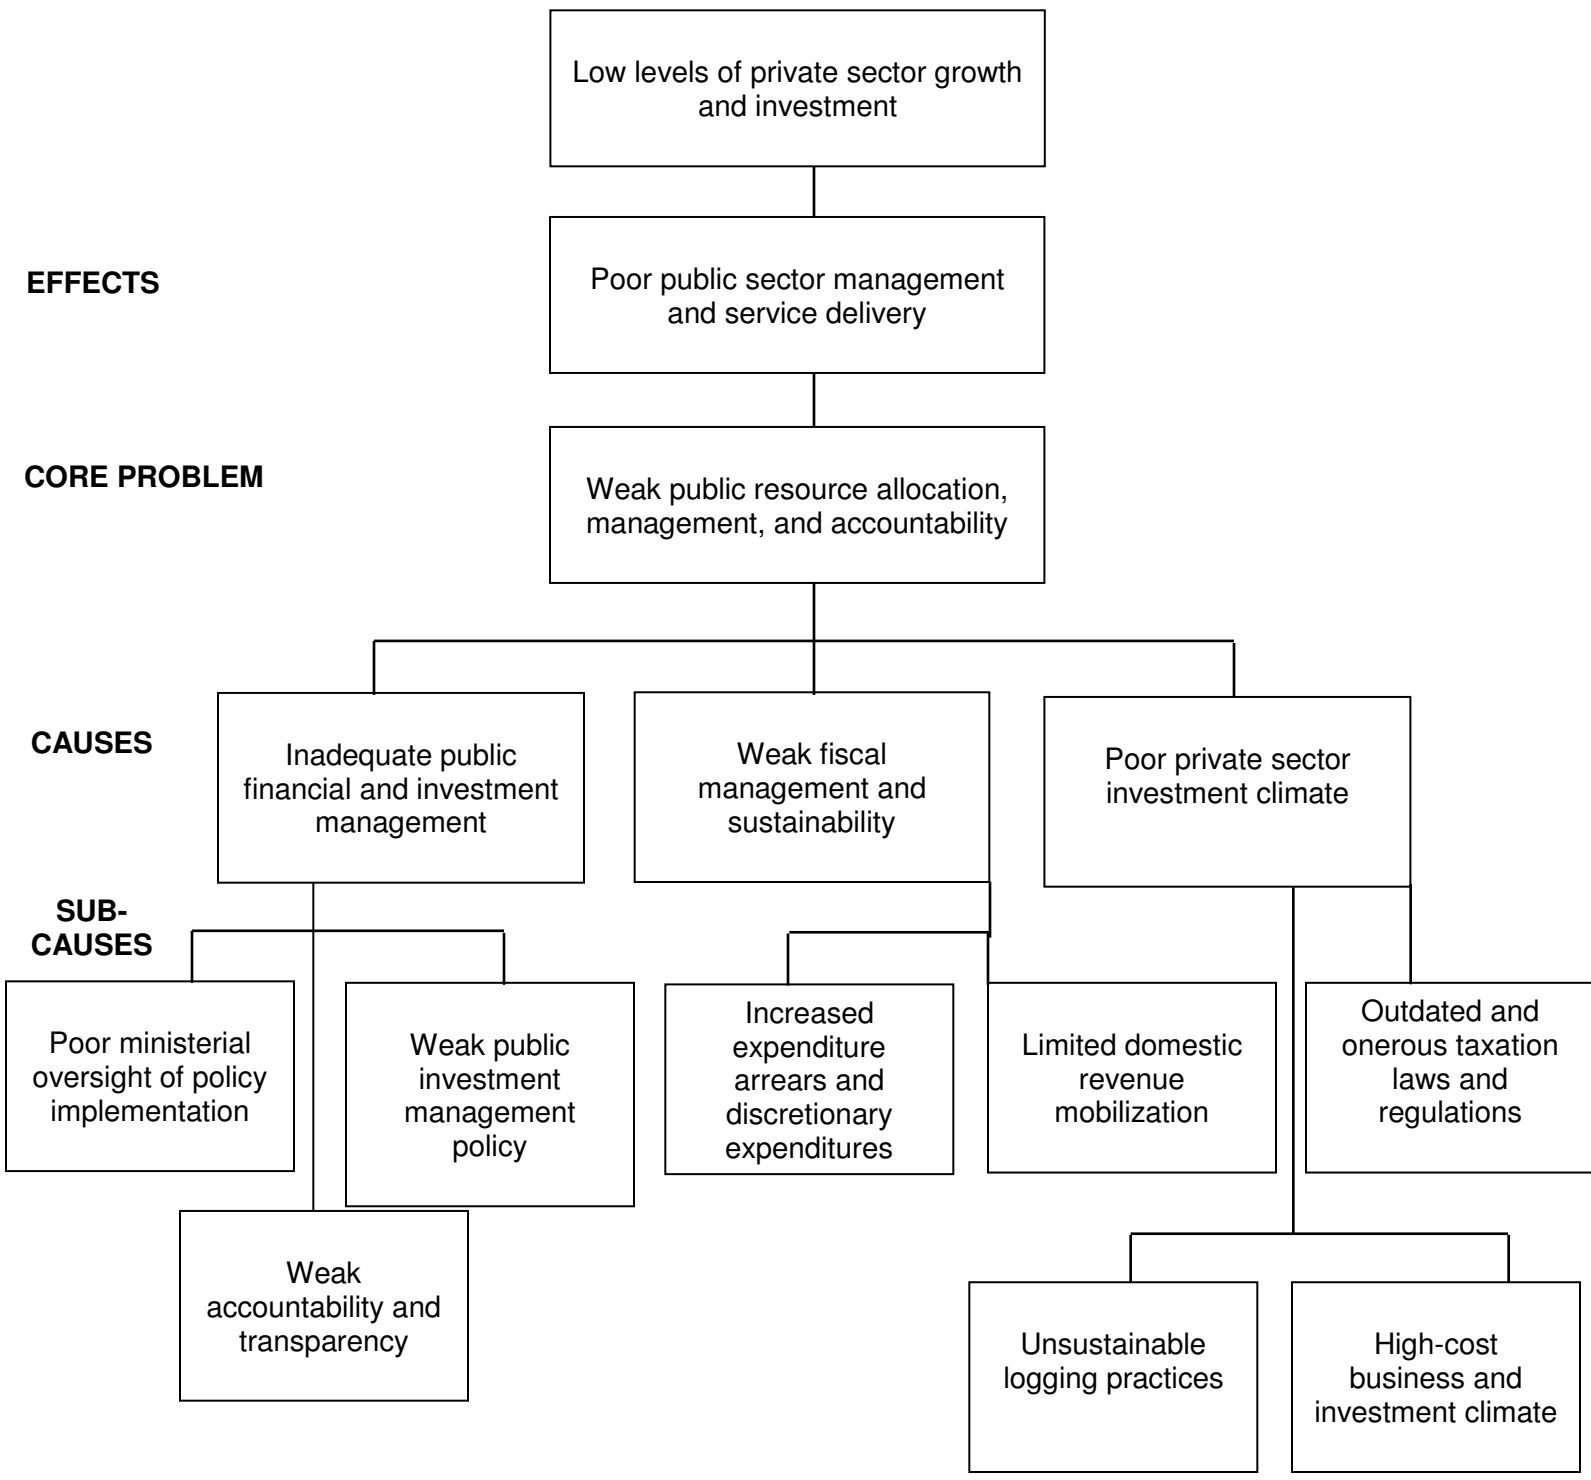 Low levels of private sector growth
and investment
EFFECTS
Poor public sector management
and service delivery
CORE PROBLEM
Weak public resource allocation,
management, and accountability
CAUSES
Inadequate public
financial and investment
management
Weak fiscal
management and
sustainability
Poor private sector
investment climate
SUB-
CAUSES
Poor ministerial
oversight of policy
implementation
Weak public
investment
management
policy
Increased
expenditure
arrears and
discretionary
expenditures
Limited domestic
revenue
mobilization
Outdated and
onerous taxation
laws and
regulations
Weak
accountability and
transparency
Unsustainable
logging practices
High-cost
business and
investment climate